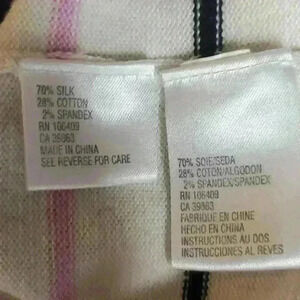 70% SILK
28% COTTON
2% SPANDEX
RN 106409
CA 39863
MADE IN CHINA
SEE REVERSE FOR CARE
70% SOIE/SEDA
28% COTON/ALGODON
2% SPANDEX/SPANDEX
RN 106409
CA 39863
FABRIQUE EN CHINE
HECHO EN CHINA
INSTRUCTIONS AU DOS
INSTRUCCIONES AL REVES